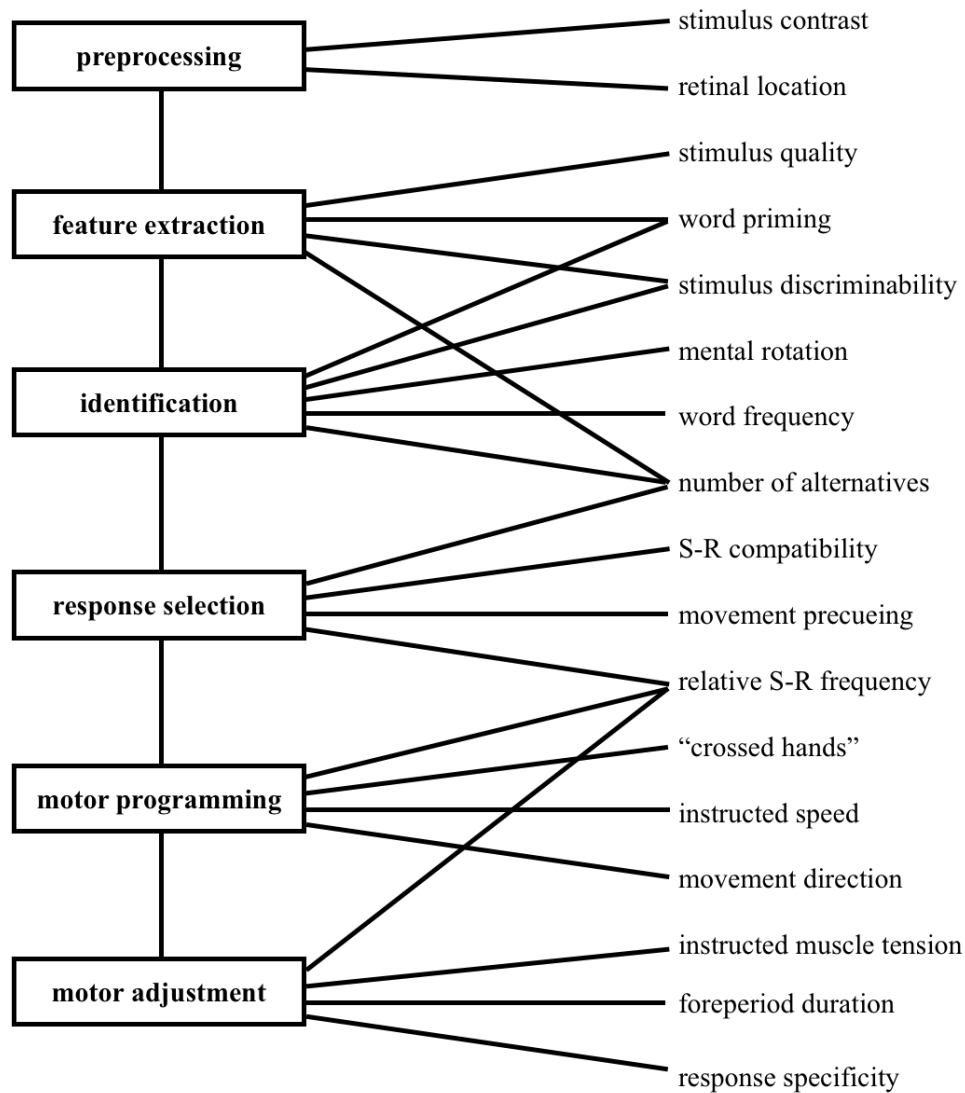 stimulus contrast
preprocessing
retinal location
stimulus quality
word priming
feature extraction
stimulus discriminability
mental rotation
identification
word frequency
number of alternatives
S-R compatibility
response selection
movement precueing
relative S-R frequency
“crossed hands”
motor programming
instructed speed
movement direction
instructed muscle tension
motor adjustment
foreperiod duration
response specificity